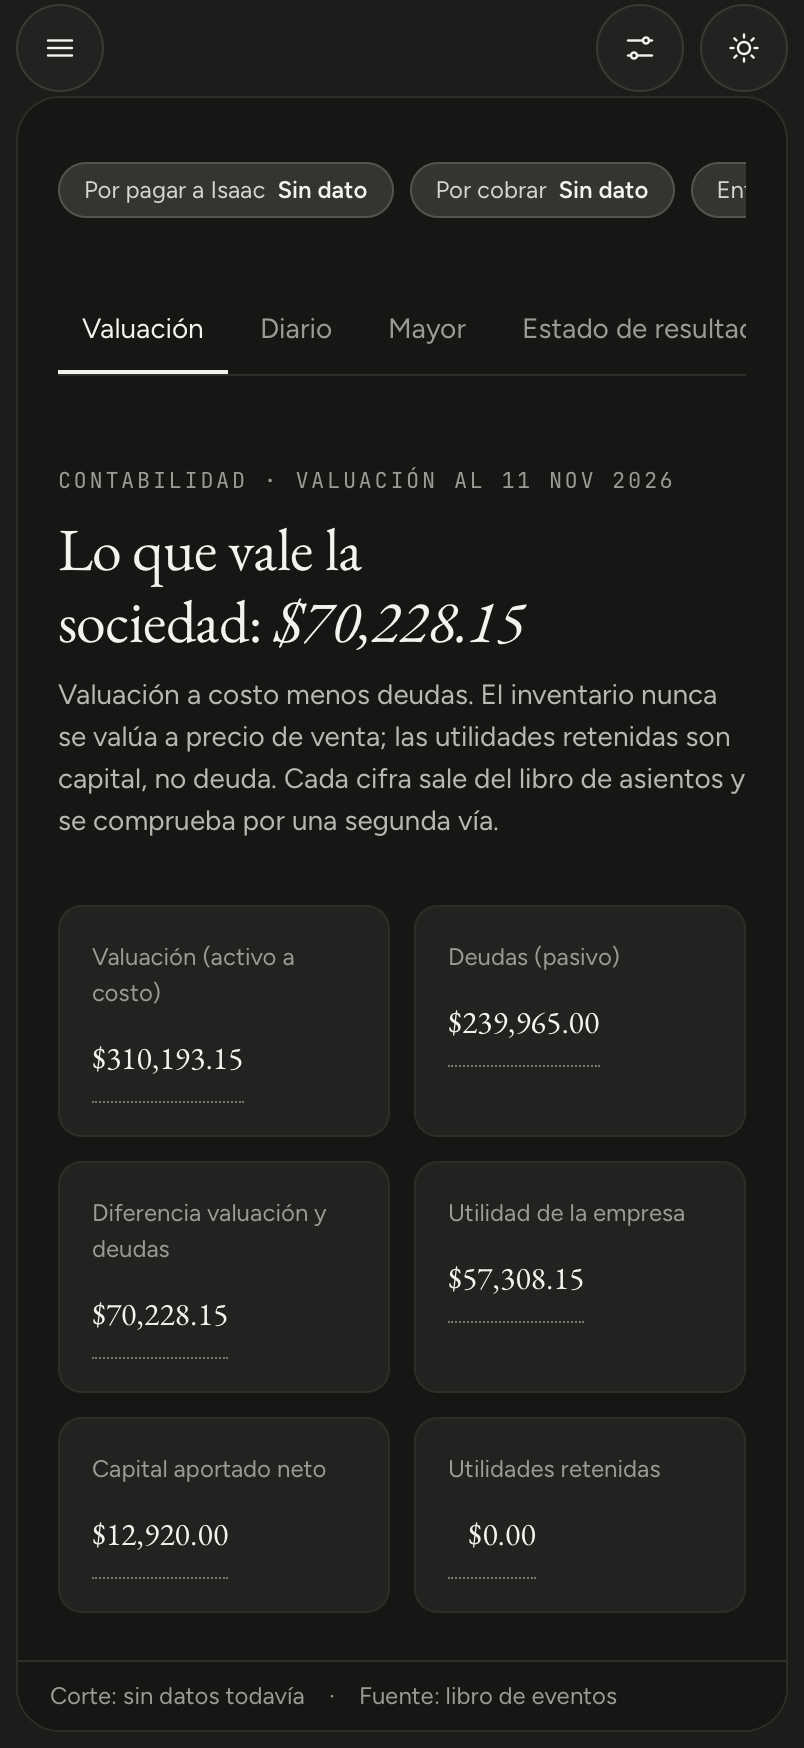 Por pagar a Isaac Sin dato
Por cobrar Sin dato
Valuación
Diario
Mayor
Estado de
CONTABILIDAD · VALUACIÓN AL 11 NOV 2026
Lo que vale la
sociedad: $70,228.15
Valuación a costo menos deudas. El inventario nunca
se valúa a precio de venta; las utilidades retenidas son
capital, no deuda. Cada cifra sale del libro de asientos y
se comprueba por una segunda vía.
Valuación (activo a
costo)
$310,193.15
Deudas (pasivo)
$239,965.00
Diferencia valuación y
deudas
$70,228.15
Utilidad de la empresa
$57,308.15
Capital aportado neto
$12,920.00
Utilidades retenidas
$0.00
Corte: sin datos todavía · Fuente: libro de eventos